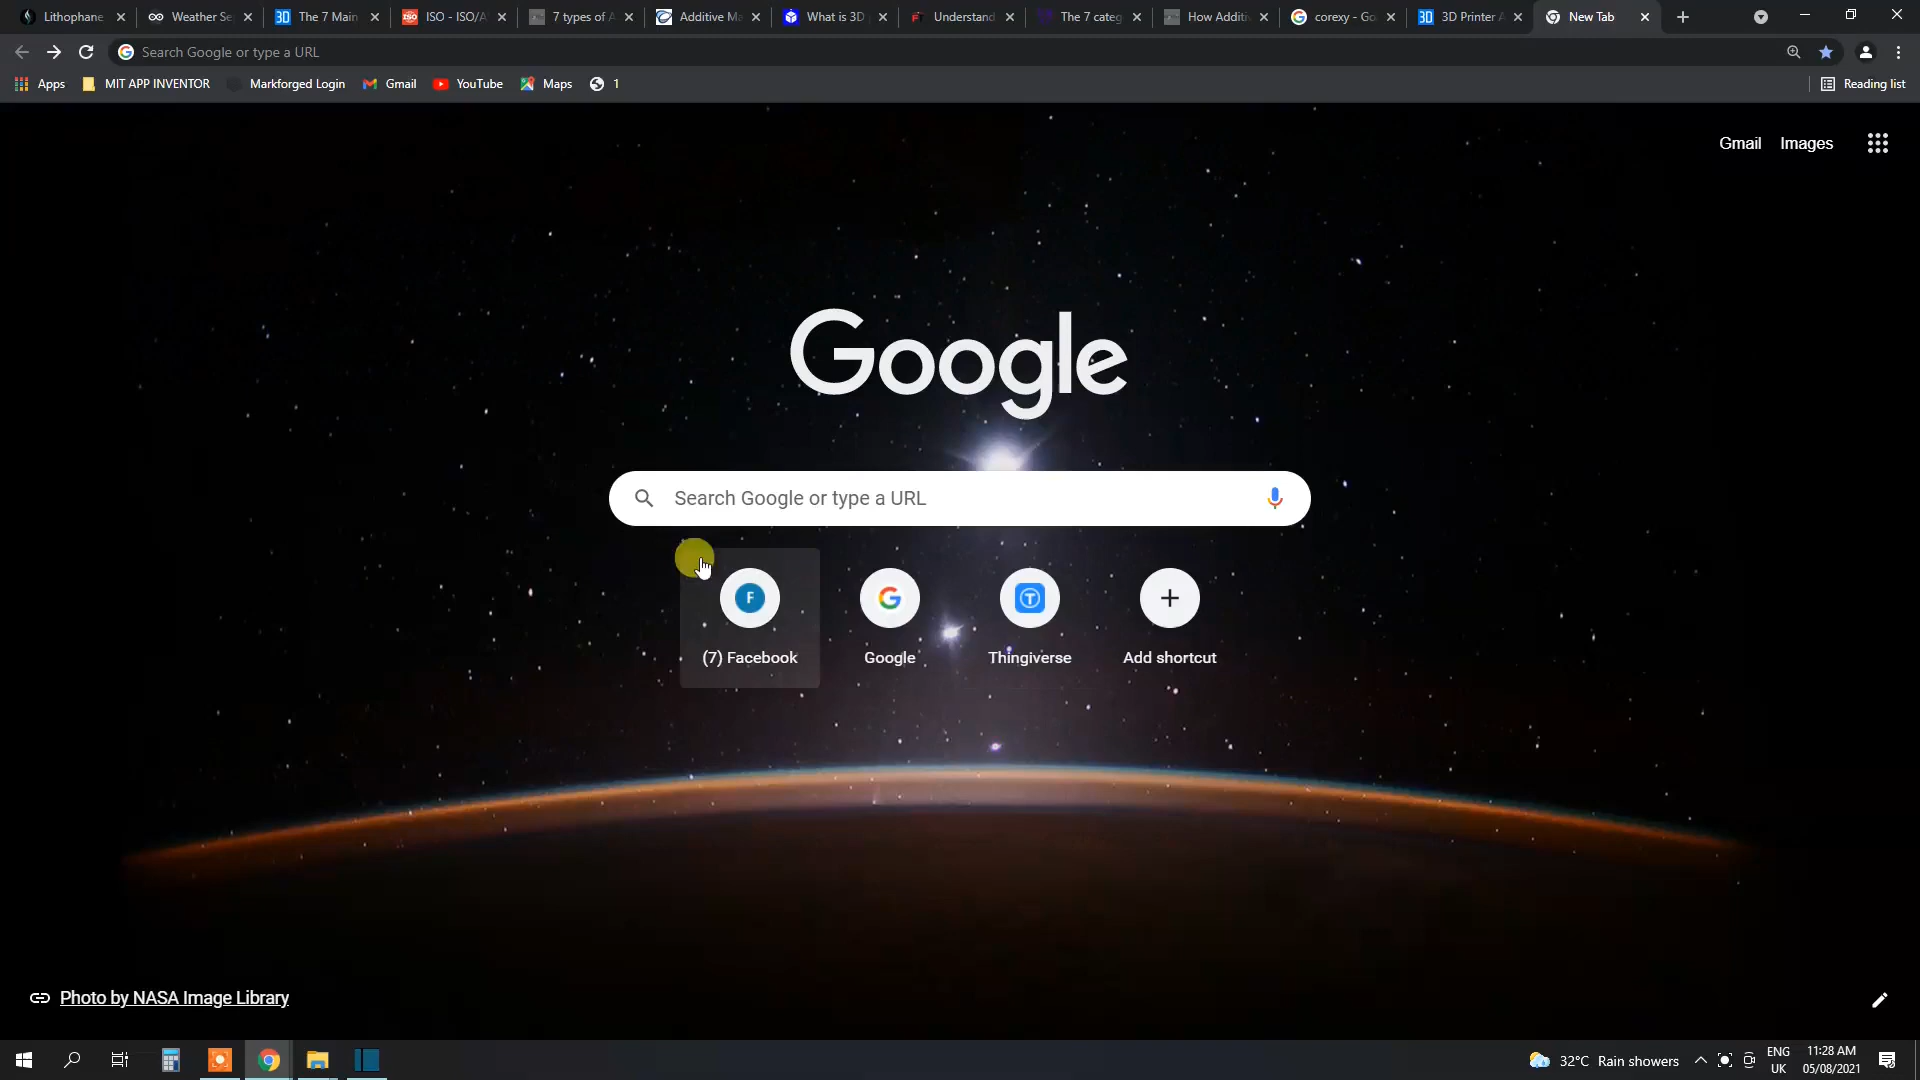 Lithophane
Weather Se
3D The 7 Main
ISO ISO - ISO/A
7 types of A
Additive Ma
What is 3D
Understand
The 7 categ
How Additi
corexy - Go
3D 3D Printer A
New Tab
Search Google or type a URL
Apps
MIT APP INVENTOR
Markforged Login
Gmail
YouTube
Maps
1
Reading list
Gmail
Images
Google
Search Google or type a URL
F
G
T
(7) Facebook
Google
Thingiverse
Add shortcut
Photo by NASA Image Library
32°C Rain showers
ENG
UK
11:28 AM
05/08/2021